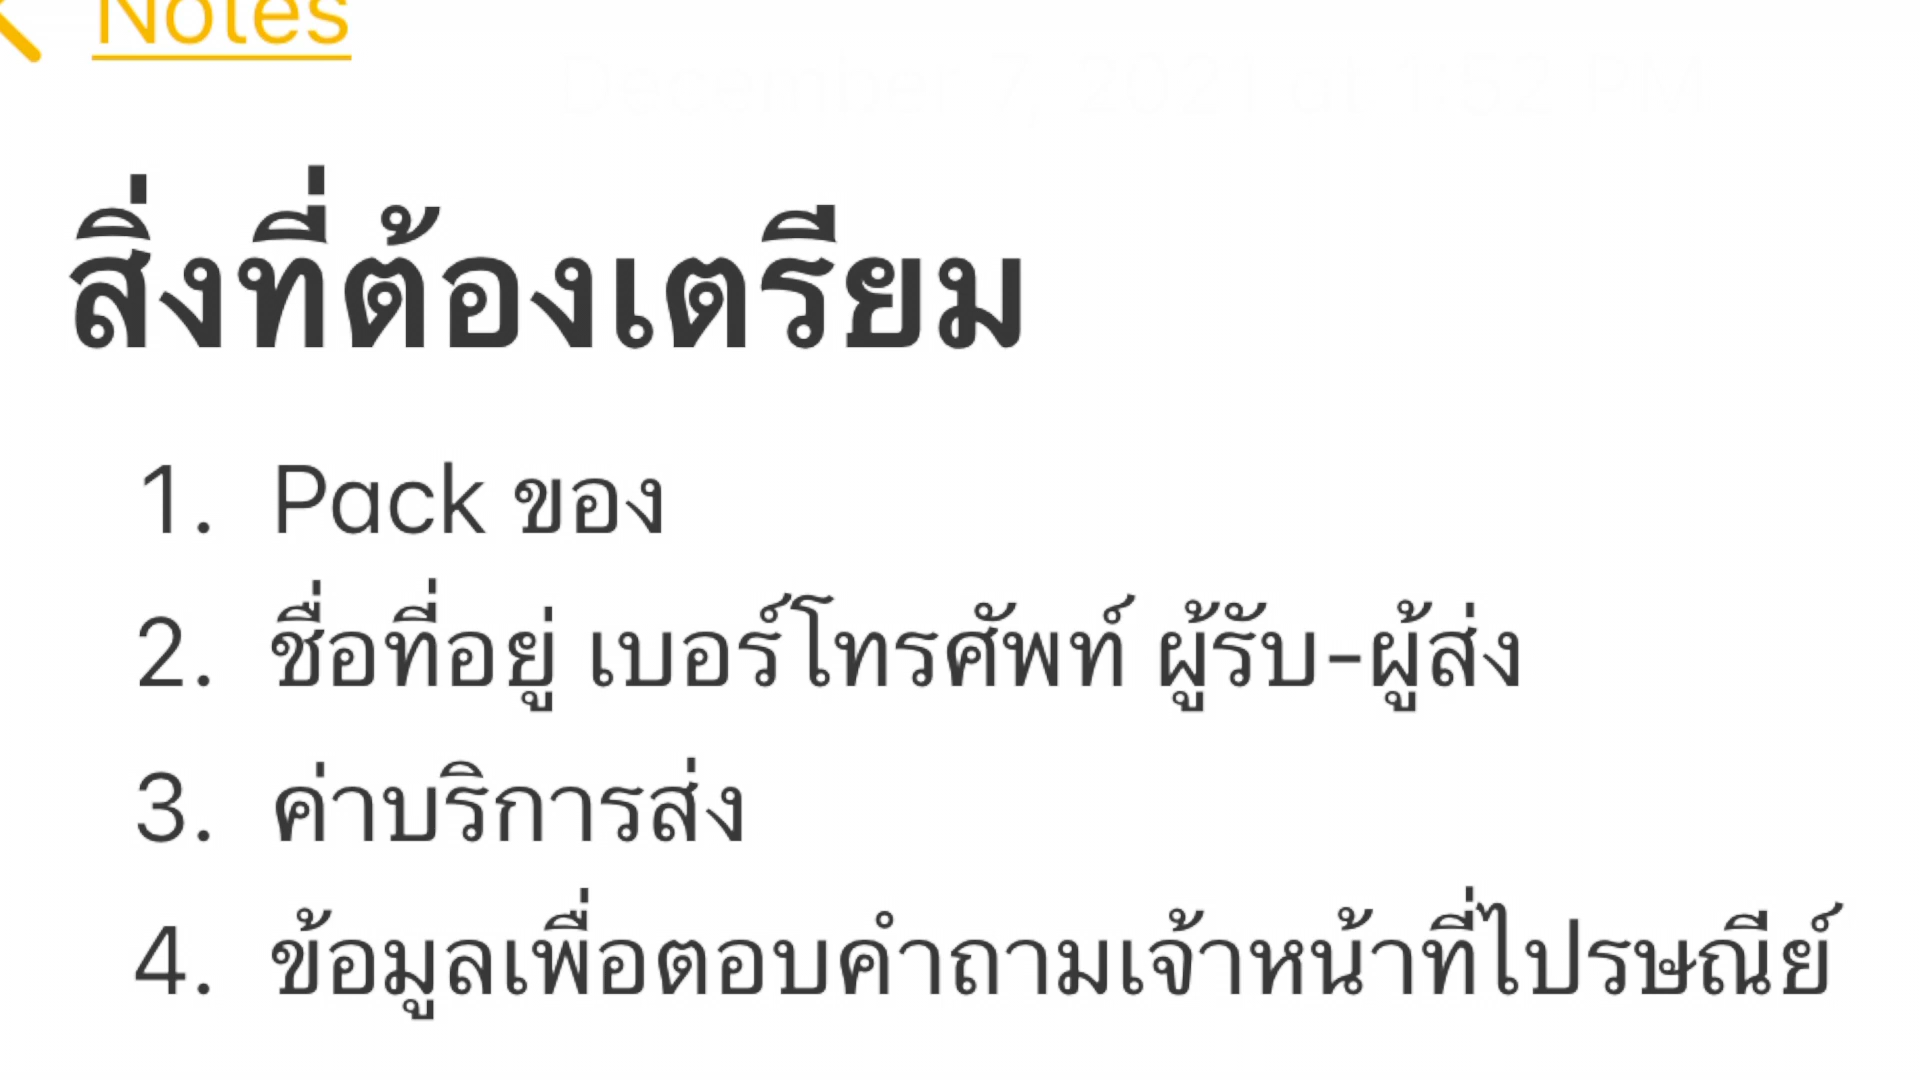 Notes
สิ่งที่ต้องเตรียม
1. Pack ของ
2. ชื่อที่อยู่ เบอร์โทรศัพท์ ผู้รับ-ผู้ส่ง
3. ค่าบริการส่ง
4. ข้อมูลเพื่อตอบคำถามเจ้าหน้าที่ไปรษณีย์